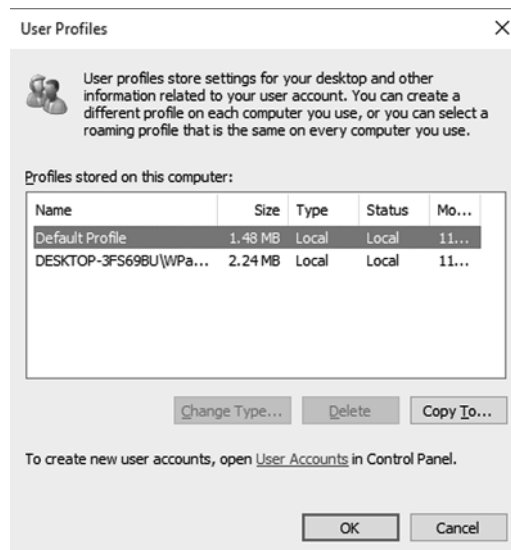 User Profiles
User profiles store settings for your desktop and other
information related to your user account. You can create a
different profile on each computer you use, or you can select a
roaming profile that is the same on every computer you use.
Profiles stored on this computer:
Name Size Type Status Mo...
Default Profile 1.48 MB Local Local 11...
DESKTOP-3FS69BU\WPa... 2.24 MB Local Local 11...
Change Type... Delete Copy To...
To create new user accounts, open User Accounts in Control Panel.
OK Cancel